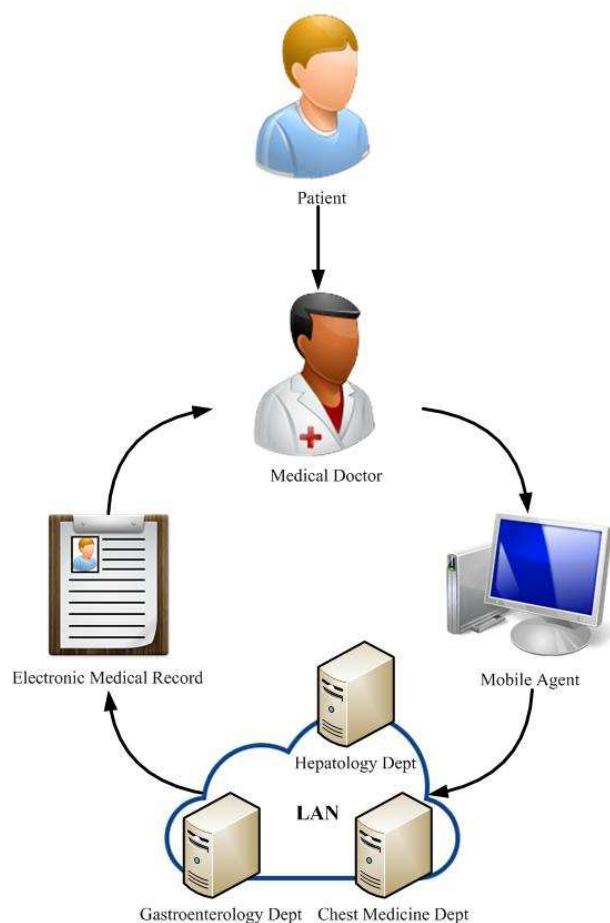 Patient
Medical Doctor
Electronic Medical Record
Mobile Agent
Hepatology Dept
LAN
Gastroenterology Dept
Chest Medicine Dept